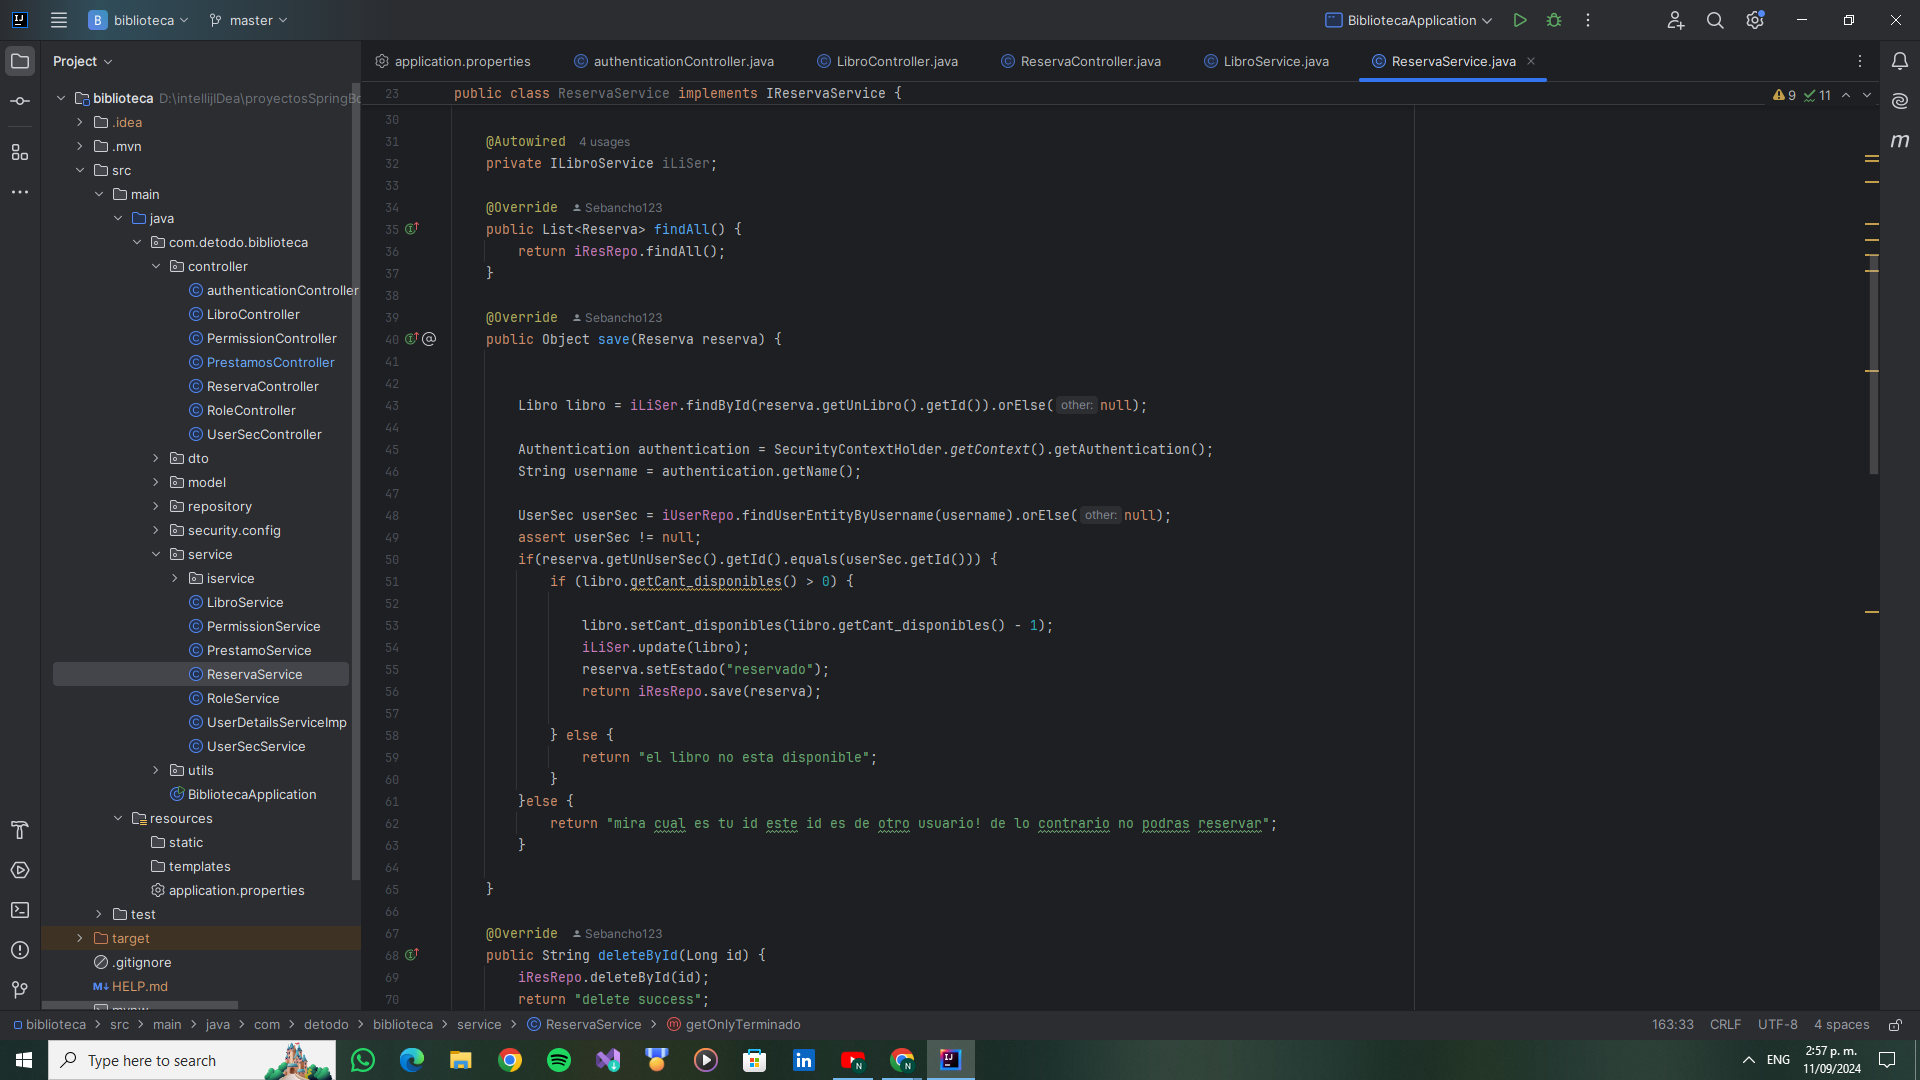 biblioteca
master
BibliotecaApplication
Project
application.properties
authenticationController.java
LibroController.java
ReservaController.java
LibroService.java
ReservaService.java
biblioteca D:\intellijIDea\proyectosSpringBo
.idea
.mvn
src
main
java
com.detodo.biblioteca
controller
authenticationController
LibroController
PermissionController
PrestamosController
ReservaController
RoleController
UserSecController
dto
model
repository
security.config
service
iservice
LibroService
PermissionService
PrestamoService
ReservaService
RoleService
UserDetailsServiceImp
UserSecService
utils
BibliotecaApplication
resources
static
templates
application.properties
test
target
.gitignore
HELP.md
mvnw
9 11
23 public class ReservaService implements IReservaService {
30
31 @Autowired 4 usages
32 private ILibroService iLiSer;
33
34 @Override Sebancho123
35 public List<Reserva> findAll() {
36 return iResRepo.findAll();
37 }
38
39 @Override Sebancho123
40 public Object save(Reserva reserva) {
41
42
43 Libro libro = iLiSer.findById(reserva.getUnLibro().getId()).orElse( other: null);
44
45 Authentication authentication = SecurityContextHolder.getContext().getAuthentication();
46 String username = authentication.getName();
47
48 UserSec userSec = iUserRepo.findUserEntityByUsername(username).orElse( other: null);
49 assert userSec != null;
50 if(reserva.getUnUserSec().getId().equals(userSec.getId())) {
51 if (libro.getCant_disponibles() > 0) {
52
53 libro.setCant_disponibles(libro.getCant_disponibles() - 1);
54 iLiSer.update(libro);
55 reserva.setEstado("reservado");
56 return iResRepo.save(reserva);
57
58 } else {
59 return "el libro no esta disponible";
60 }
61 }else {
62 return "mira cual es tu id este id es de otro usuario! de lo contrario no podras reservar";
63 }
64
65 }
66
67 @Override Sebancho123
68 public String deleteById(Long id) {
69 iResRepo.deleteById(id);
70 return "delete success";
biblioteca > src > main > java > com > detodo > biblioteca > service > ReservaService > getOnlyTerminado
163:33 CRLF UTF-8 4 spaces
Type here to search
ENG
2:57 p. m.
11/09/2024